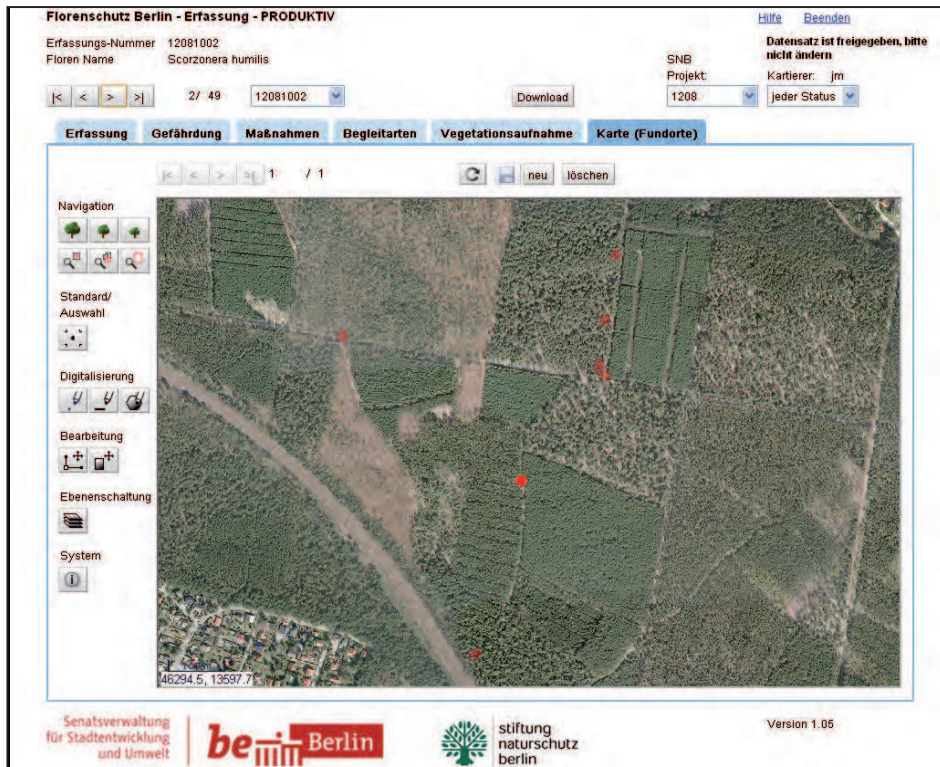 Florenschutz Berlin - Erfassung - PRODUKTIV
Hilfe Beenden
Erfassungs-Nummer 12081002
Floren Name Scorzonera humilis
Datensatz ist freigegeben, bitte
nicht ändern
SNB
Projekt: Kartierer: jm
|< < > >| 2/ 49 12081002 Download 1208 jeder Status
Erfassung Gefährdung Maßnahmen Begleitarten Vegetationsaufnahme Karte (Fundorte)
|< < > >| 1 / 1 neu löschen
Navigation
Standard/
Auswahl
Digitalisierung
Bearbeitung
Ebenenschaltung
System
46294.5, 13597.7
Senatsverwaltung
für Stadtentwicklung
und Umwelt
be Berlin
stiftung
naturschutz
berlin
Version 1.05